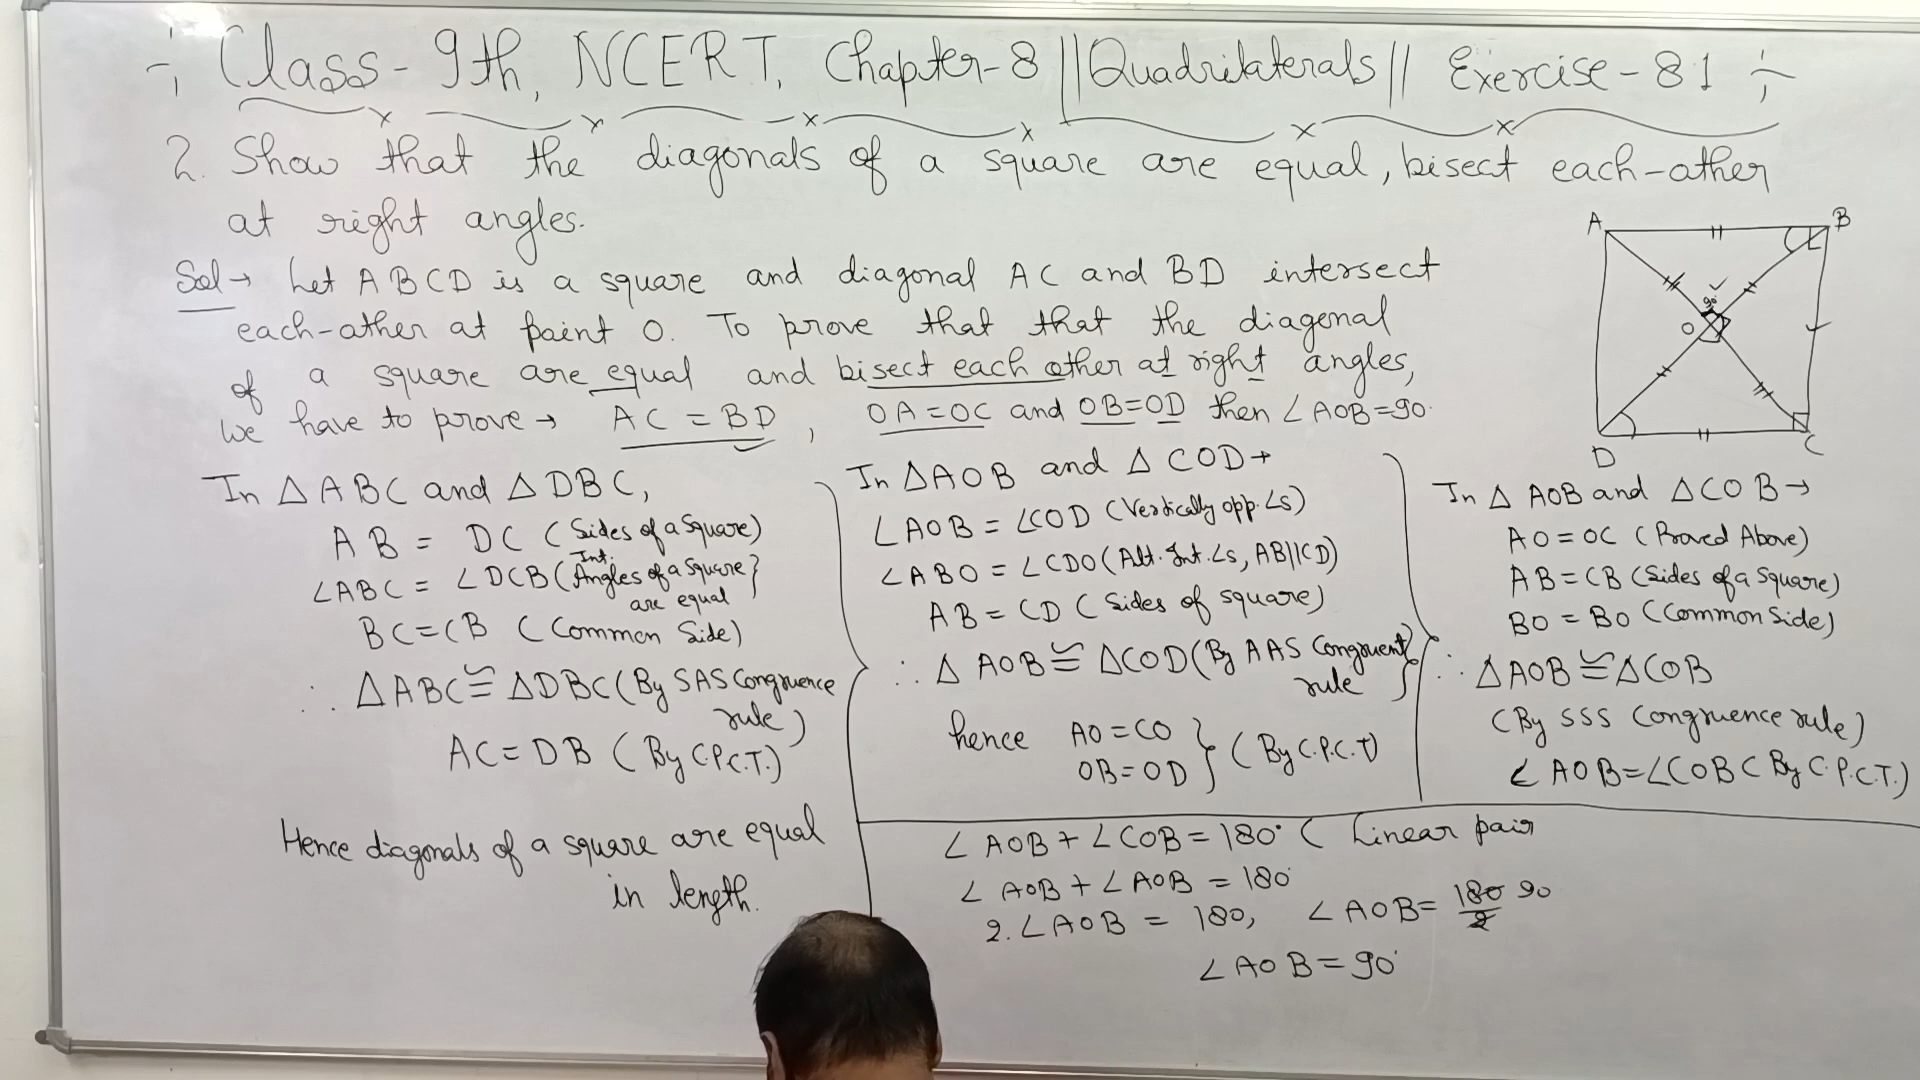 -: Class-9th, NCERT, Chapter-8 ||Quadrilaterals|| Exercise-8.1 :-
2. Show that the diagonals of a square are equal, bisect each-other
at right angles.
Sol → Let ABCD is a square and diagonal AC and BD intersect
each-other at point O. To prove that that the diagonal
of a square are equal and bisect each other at right angles,
we have to prove → AC = BD, OA=OC and OB=OD then ∠AOB=90°
A B
90°
O
D C
In △ABC and △DBC,
AB = DC (Sides of a square)
∠ABC = ∠DCB (Int. Angles of a square
are equal}
BC=CB (Common Side)
∴ △ABC≅△DBC (By SAS Congruence
rule)
AC=DB (By C.P.C.T.)
Hence diagonals of a square are equal
in length.
In △AOB and △COD→
∠AOB = ∠COD (Vertically opp. ∠s)
∠ABO = ∠CDO (Alt. Int. ∠s, AB||CD)
AB = CD (Sides of square)
∴ △AOB≅△COD (By AAS Congruent
rule}
hence AO=CO
OB=OD } (By C.P.C.T)
In △AOB and △COB→
AO=OC (Proved Above)
AB=CB (Sides of a Square)
BO=BO (Common Side)
∴ △AOB≅△COB
(By SSS Congruence rule)
∠AOB=∠COB (By C.P.C.T.)
∠AOB+∠COB=180° (Linear pair
∠AOB+∠AOB=180°
2.∠AOB = 180, ∠AOB= 180/2 90
∠AOB=90°